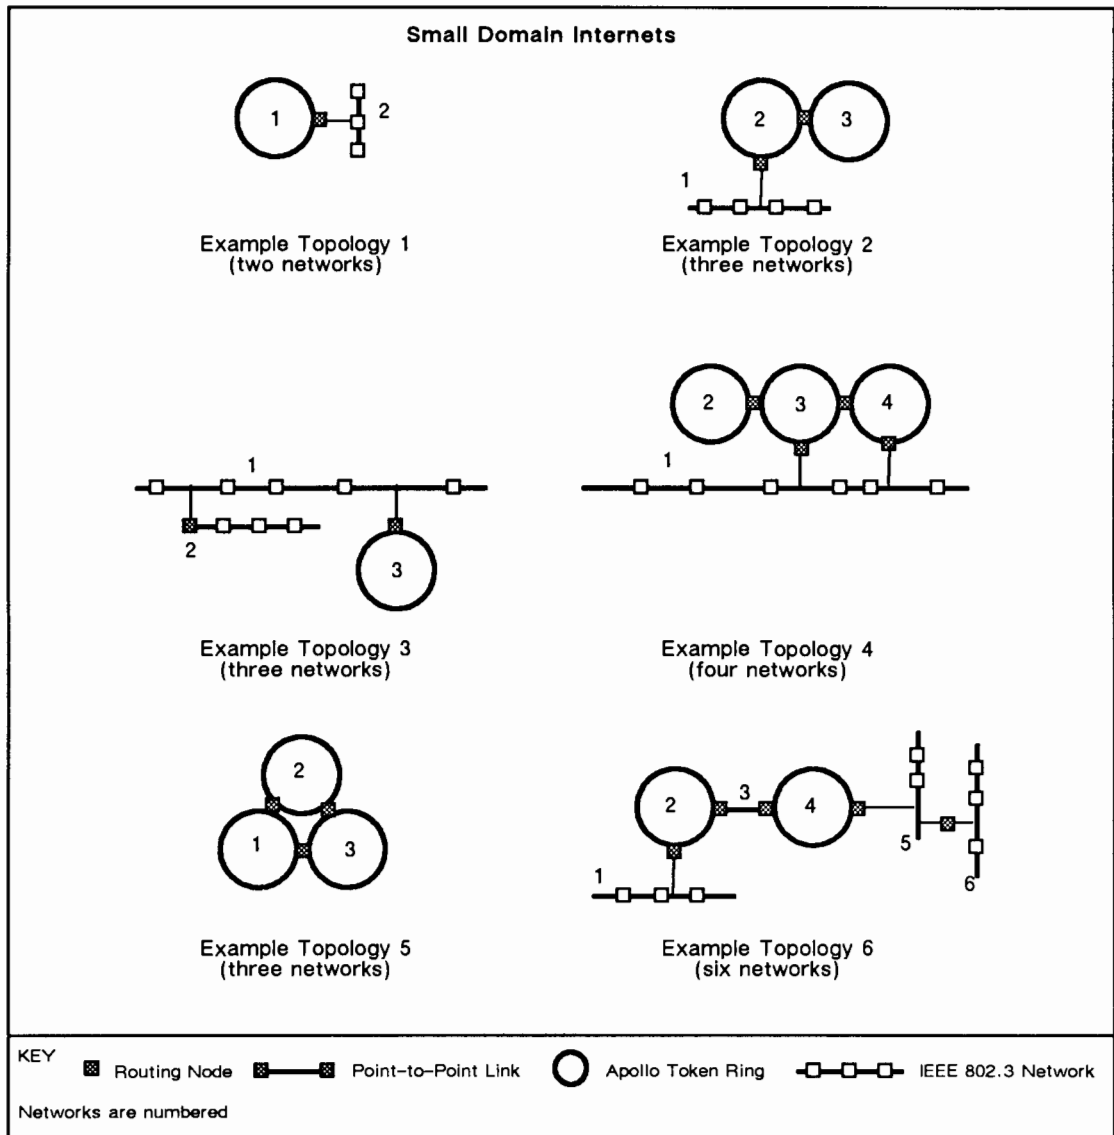 Small Domain Internets
1
2
2
3
1
Example Topology 1
(two networks)
Example Topology 2
(three networks)
1
2
3
2
3
4
1
Example Topology 3
(three networks)
Example Topology 4
(four networks)
2
1
3
2
3
4
5
1
6
Example Topology 5
(three networks)
Example Topology 6
(six networks)
KEY
Routing Node
Point-to-Point Link
Apollo Token Ring
IEEE 802.3 Network
Networks are numbered